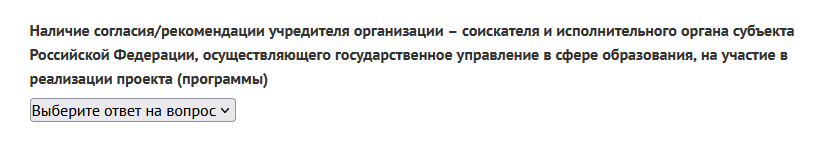 Наличие согласия/рекомендации учредителя организации – соискателя и исполнительного органа субъекта
Российской Федерации, осуществляющего государственное управление в сфере образования, на участие в
реализации проекта (программы)
Выберите ответ на вопрос